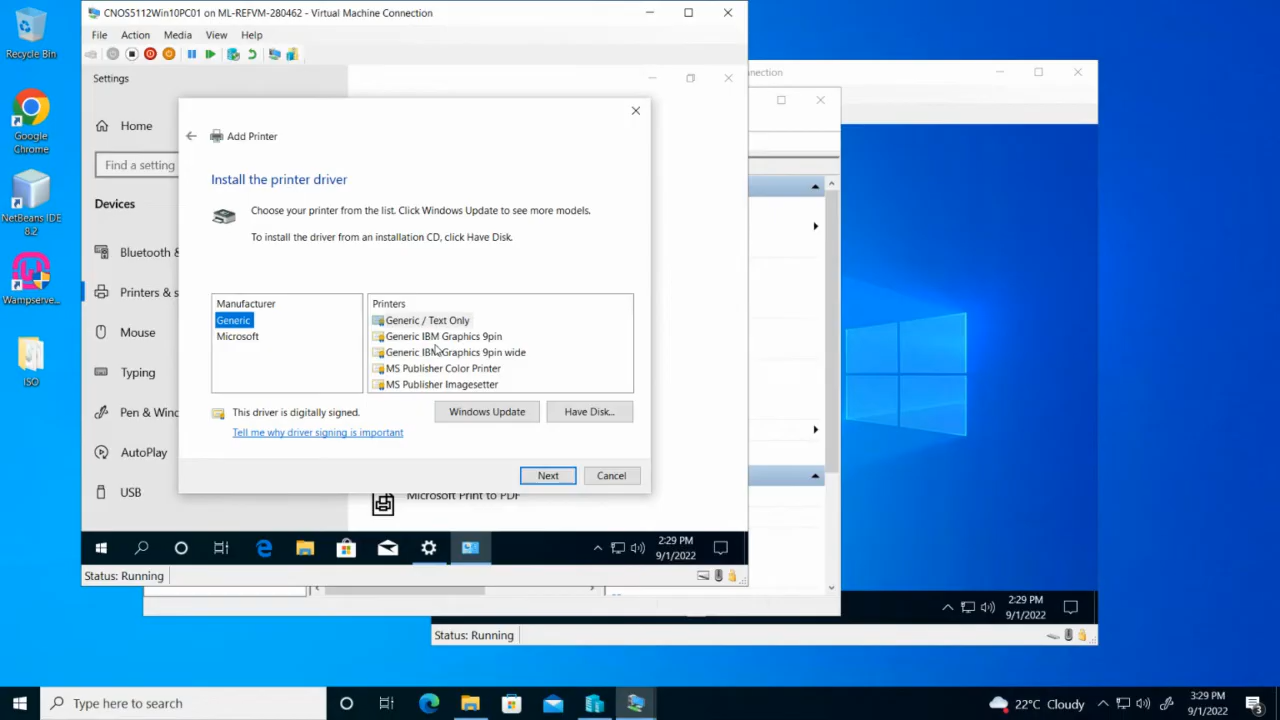 Recycle Bin
Google
Chrome
NetBeans IDE
8.2
Wampserve...
ISO
CNOS5112Win10PC01 on ML-REFVM-280462 - Virtual Machine Connection
File Action Media View Help
Settings
Home
Find a setting
Devices
Bluetooth &
Printers & s
Mouse
Typing
Pen & Wind
AutoPlay
USB
Add Printer
Install the printer driver
Choose your printer from the list. Click Windows Update to see more models.
To install the driver from an installation CD, click Have Disk.
Manufacturer
Generic
Microsoft
Printers
Generic / Text Only
Generic IBM Graphics 9pin
Generic IBM Graphics 9pin wide
MS Publisher Color Printer
MS Publisher Imagesetter
This driver is digitally signed.
Tell me why driver signing is important
Windows Update
Have Disk...
Next
Cancel
Microsoft Print to PDF
2:29 PM
9/1/2022
Status: Running
nnection
2:29 PM
9/1/2022
Status: Running
Type here to search
22°C Cloudy
3:29 PM
9/1/2022
3